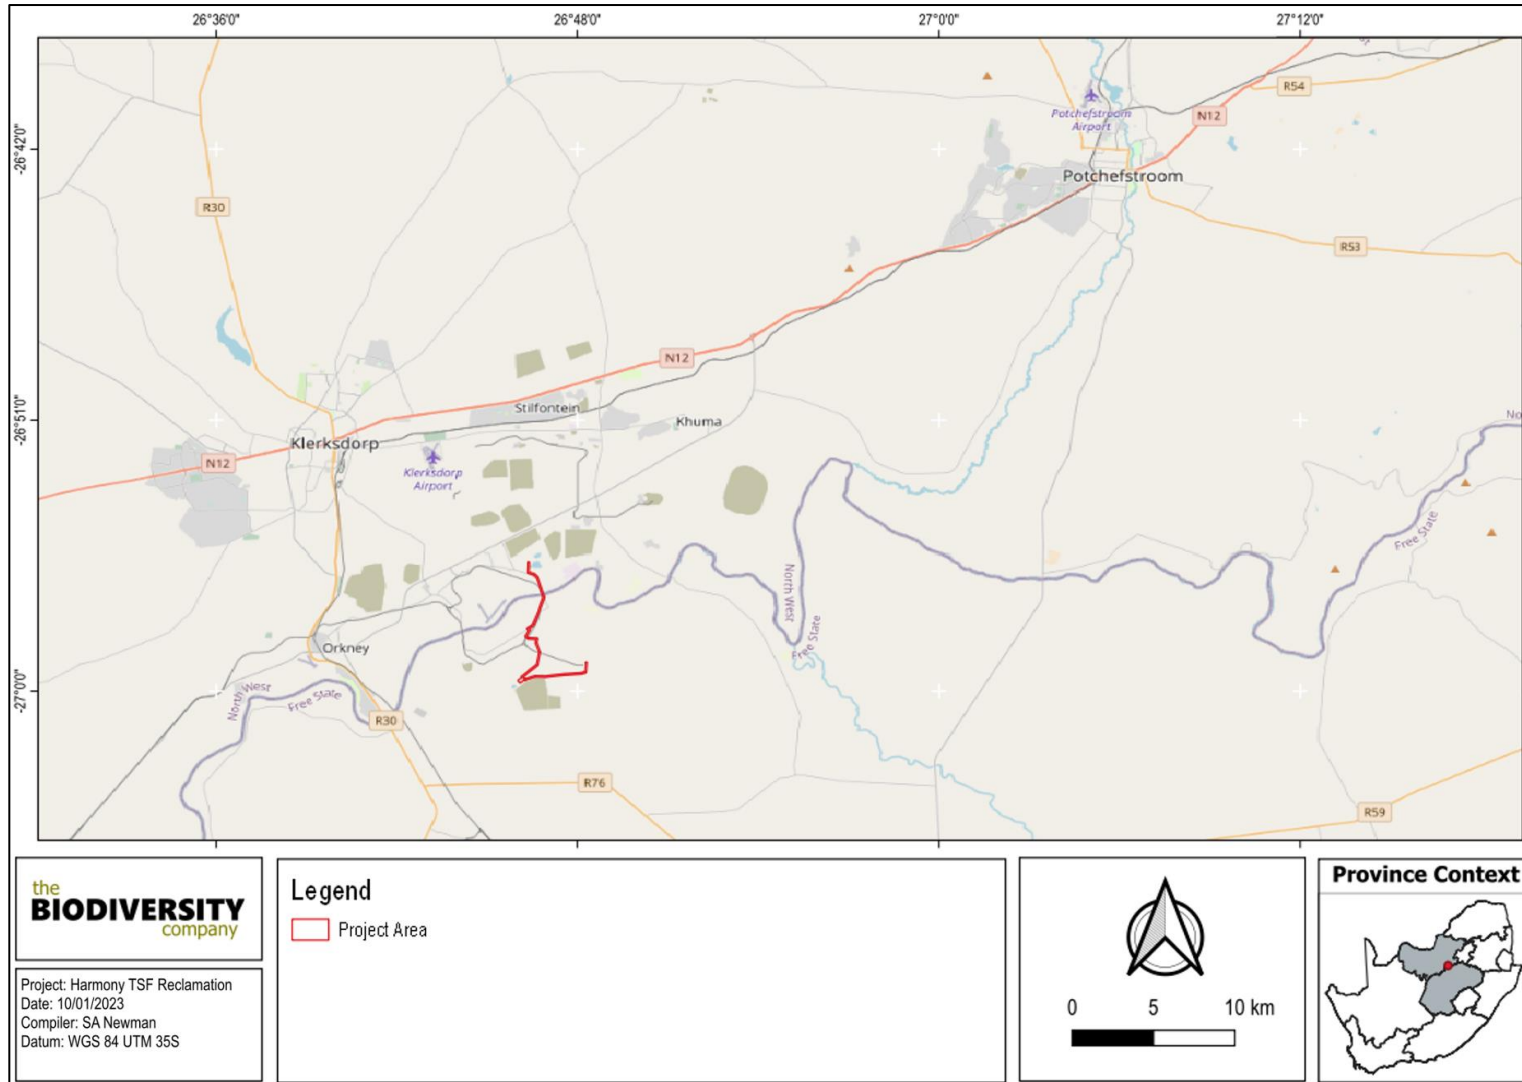 26°36'0"
26°48'0"
27°0'0"
27°12'0"
-26°42'0"
-26°51'0"
-27°0'0"
R54
N12
Potchefstroom
Airport
Potchefstroom
R30
R53
N12
Stilfontein
Khuma
Klerksdorp
N12
Klerksdorp
Airport
No
Free State
North West
Free State
Orkney
North West
Free State
R30
R76
R59
the
BIODIVERSITY
company
Project: Harmony TSF Reclamation
Date: 10/01/2023
Compiler: SA Newman
Datum: WGS 84 UTM 35S
Legend
Project Area
0 5 10 km
Province Context